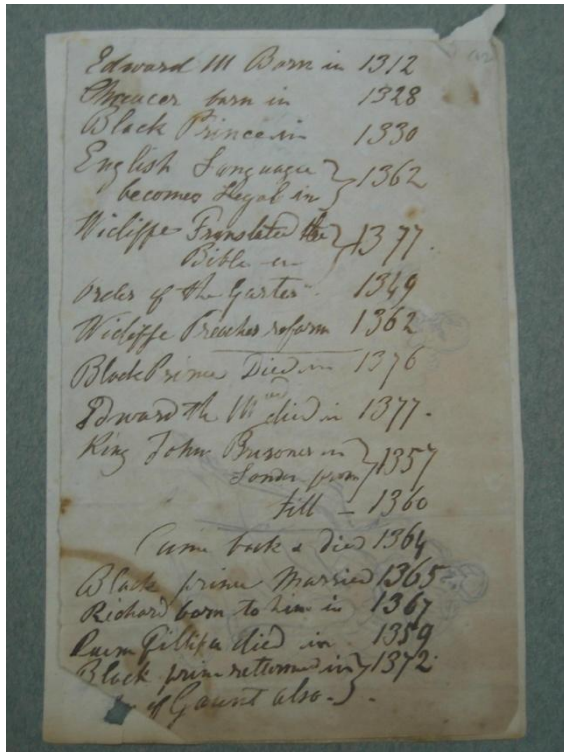 Edward III Born in 1312
Chaucer born in 1328
Black Prince in 1330
English Language } 1362
becomes Legal in
Wicliffe Translated the } 1377.
Bible in
Order of the Garter 1349
Wicliffe Preaches reform 1362
Black Prince Died in 1376
Edward the IIIrd died in 1377.
King John Prisoner in } 1357
London from
till - 1360
Came back & Died 1364
Black prince Married 1365
Richard born to him in 1367
Died in 1359
Black prince returned in } 1372
of Gaunt also.